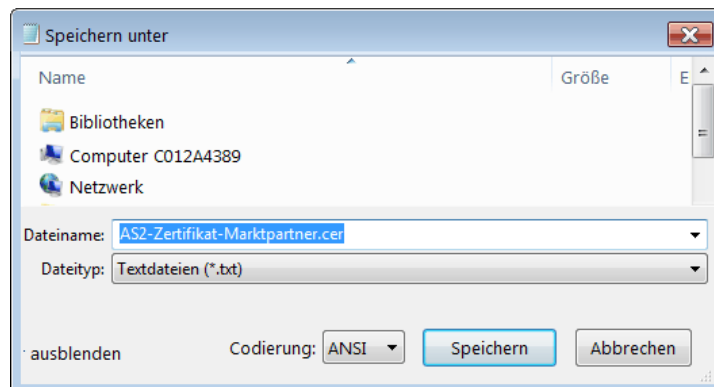 Speichern unter
Name Größe E
Bibliotheken
Computer C012A4389
Netzwerk
Dateiname: AS2-Zertifikat-Marktpartner.cer
Dateityp: Textdateien (*.txt)
ausblenden Codierung: ANSI Speichern Abbrechen